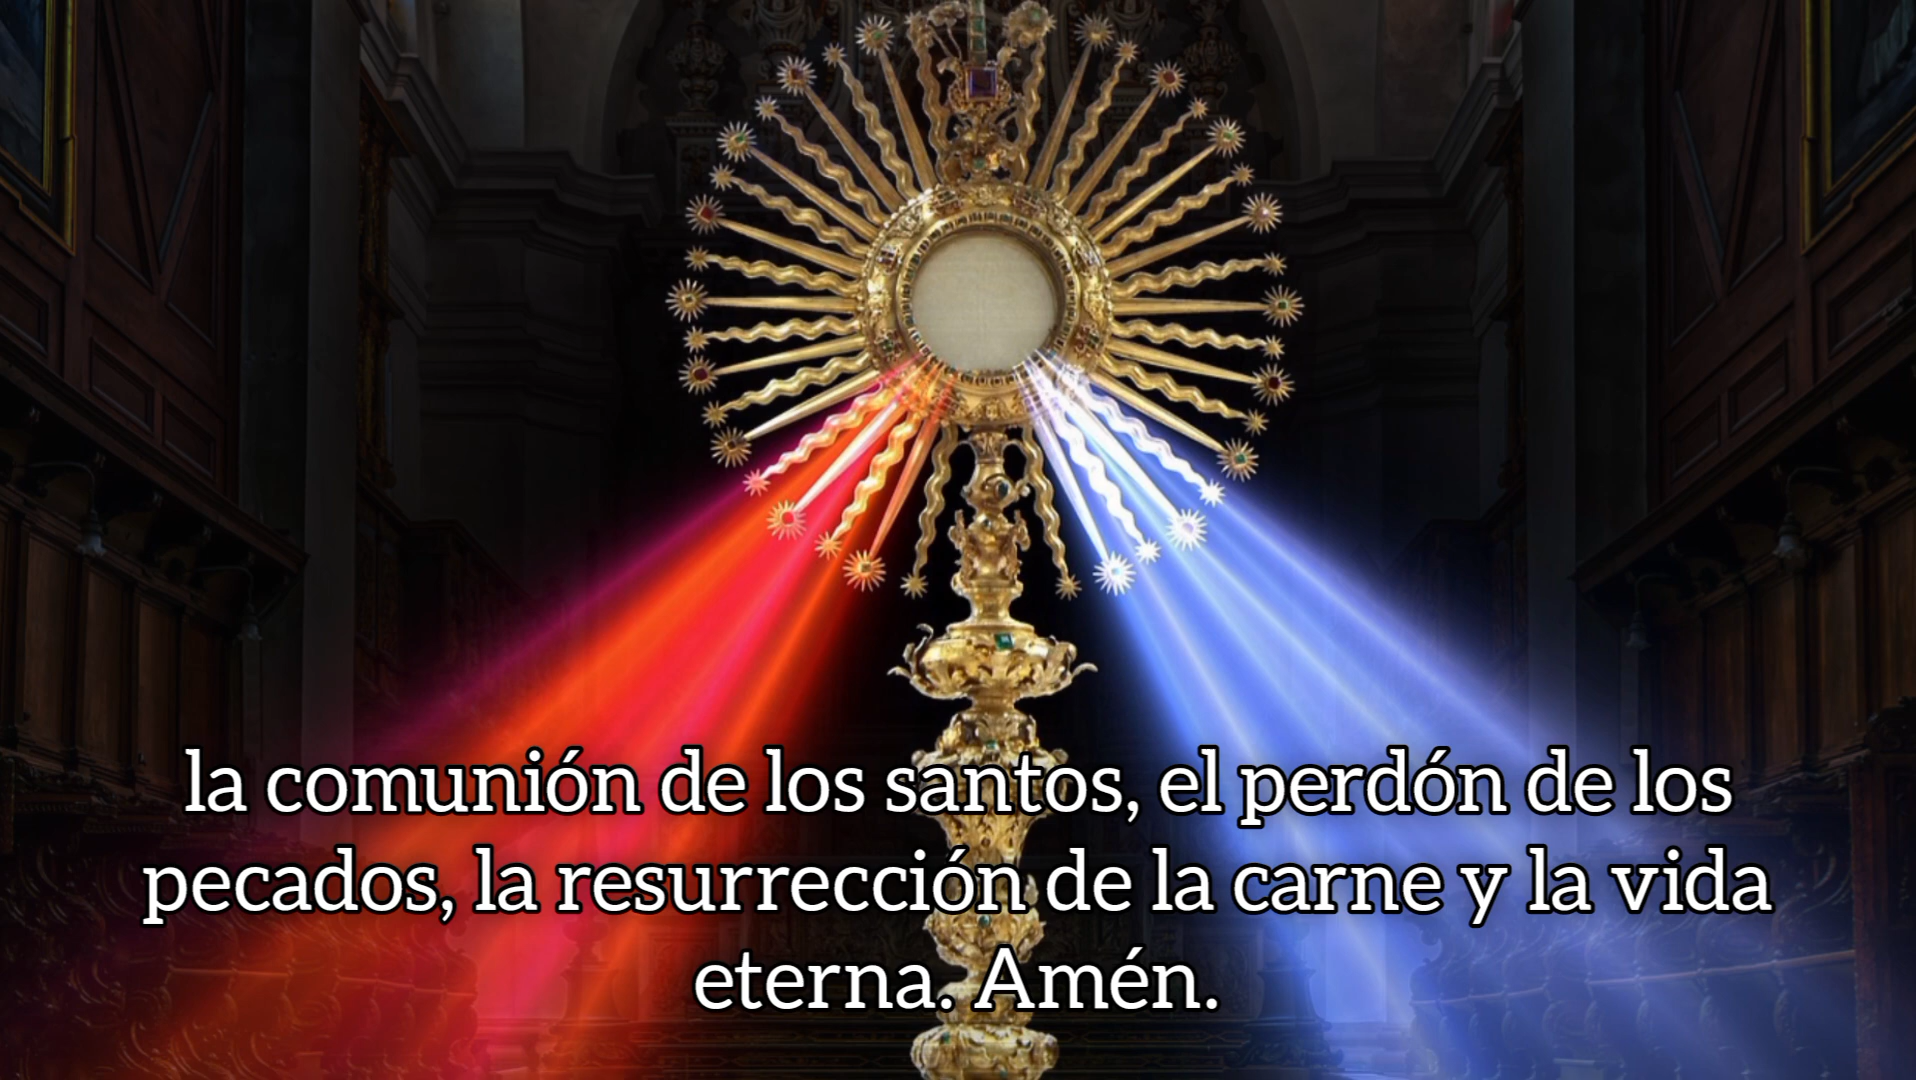 la comunión de los santos, el perdón de los
pecados, la resurrección de la carne y la vida
eterna. Amén.